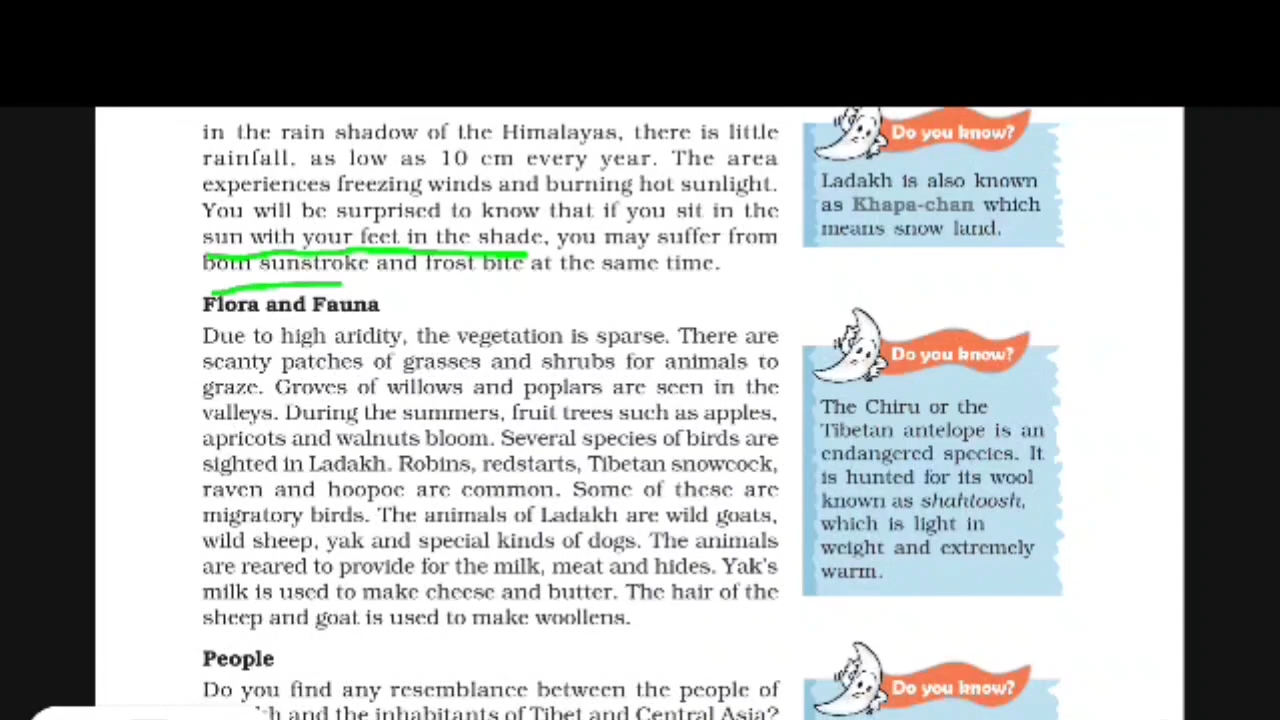 in the rain shadow of the Himalayas, there is little
rainfall, as low as 10 cm every year. The area
experiences freezing winds and burning hot sunlight.
You will be surprised to know that if you sit in the
sun with your feet in the shade, you may suffer from
both sunstroke and frost bite at the same time.
Flora and Fauna
Due to high aridity, the vegetation is sparse. There are
scanty patches of grasses and shrubs for animals to
graze. Groves of willows and poplars are seen in the
valleys. During the summers, fruit trees such as apples,
apricots and walnuts bloom. Several species of birds are
sighted in Ladakh. Robins, redstarts, Tibetan snowcock,
raven and hoopoe are common. Some of these are
migratory birds. The animals of Ladakh are wild goats,
wild sheep, yak and special kinds of dogs. The animals
are reared to provide for the milk, meat and hides. Yak's
milk is used to make cheese and butter. The hair of the
sheep and goat is used to make woollens.
People
Do you find any resemblance between the people of
and the inhabitants of Tibet and Central Asia?
Do you know?
Ladakh is also known
as Khapa-chan which
means snow land.
Do you know?
The Chiru or the
Tibetan antelope is an
endangered species. It
is hunted for its wool
known as shahtoosh,
which is light in
weight and extremely
warm.
Do you know?